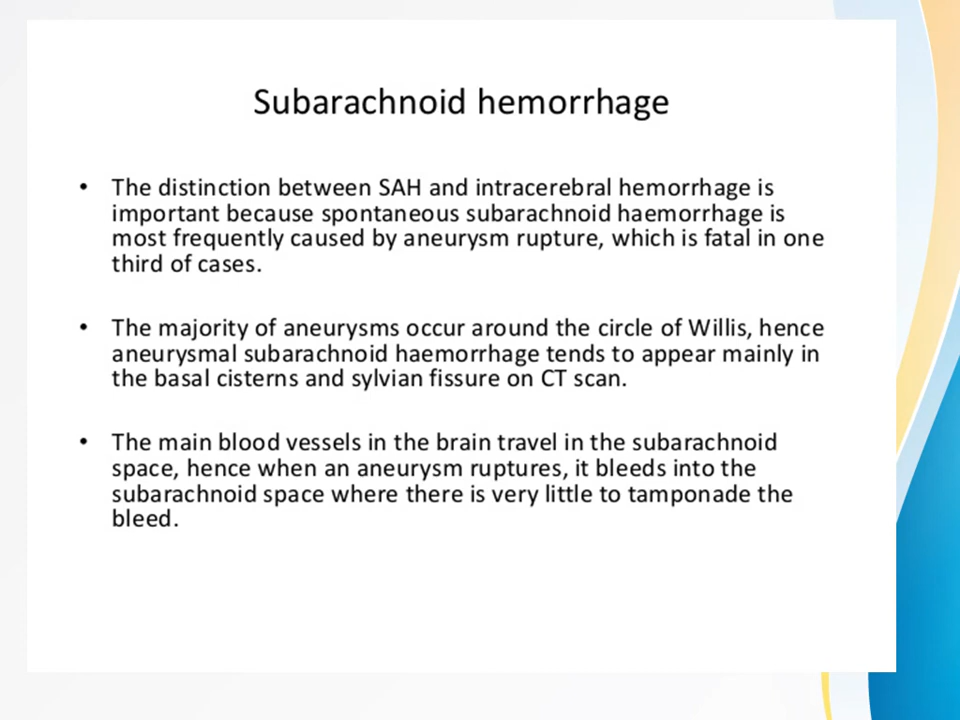 Subarachnoid hemorrhage
• The distinction between SAH and intracerebral hemorrhage is
important because spontaneous subarachnoid haemorrhage is
most frequently caused by aneurysm rupture, which is fatal in one
third of cases.
• The majority of aneurysms occur around the circle of Willis, hence
aneurysmal subarachnoid haemorrhage tends to appear mainly in
the basal cisterns and sylvian fissure on CT scan.
• The main blood vessels in the brain travel in the subarachnoid
space, hence when an aneurysm ruptures, it bleeds into the
subarachnoid space where there is very little to tamponade the
bleed.